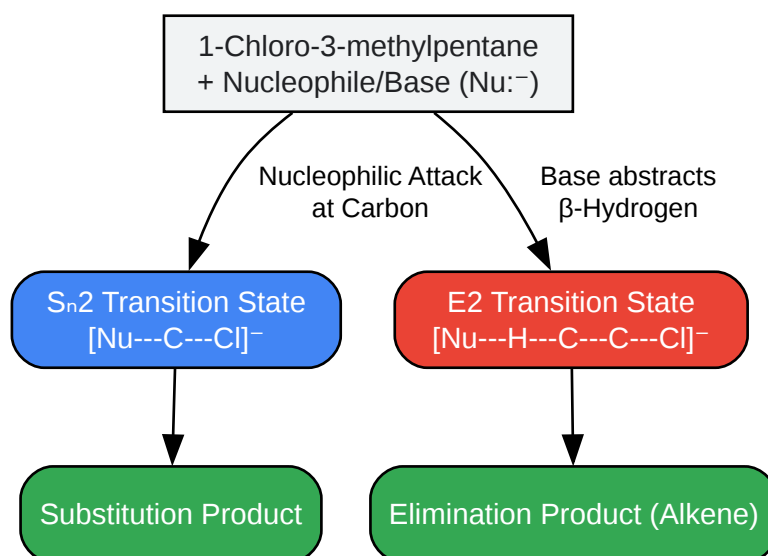 1-Chloro-3-methylpentane
+ Nucleophile/Base (Nu:⁻)
Nucleophilic Attack
at Carbon
Base abstracts
β-Hydrogen
Sₙ2 Transition State
[Nu---C---Cl]⁻
E2 Transition State
[Nu---H---C---C---Cl]⁻
Substitution Product
Elimination Product (Alkene)